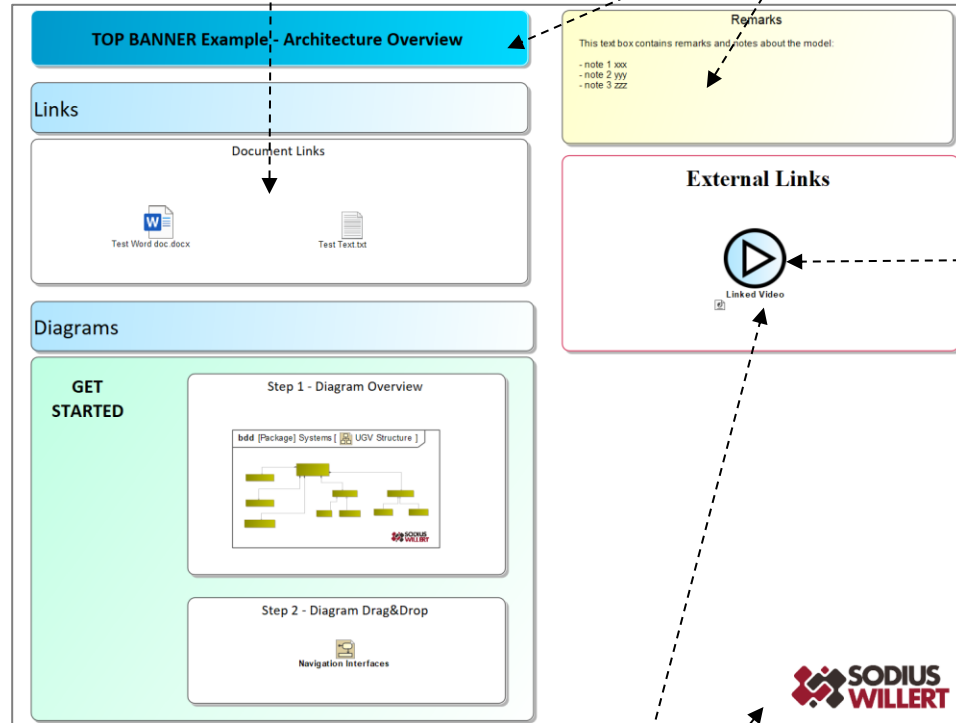 TOP BANNER Example - Architecture Overview
Links
Document Links
Test Word doc.docx
Test Text.txt
Diagrams
GET
STARTED
Step 1 - Diagram Overview
bdd [Package] Systems [ UGV Structure ]
SODIUS
WILLERT
Step 2 - Diagram Drag&Drop
Navigation Interfaces
Remarks
This text box contains remarks and notes about the model:
- note 1 xxx
- note 2 yyy
- note 3 zzz
External Links
Linked Video
SODIUS
WILLERT